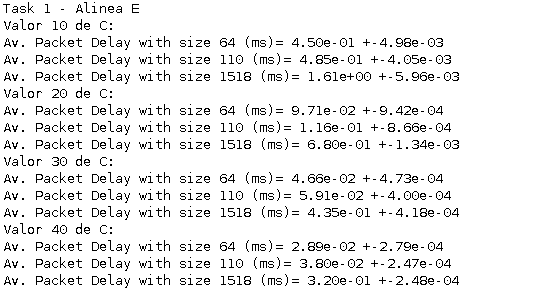 Task 1 - Alinea E
Valor 10 de C:
Av. Packet Delay with size 64 (ms)= 4.50e-01 +-4.98e-03
Av. Packet Delay with size 110 (ms)= 4.85e-01 +-4.05e-03
Av. Packet Delay with size 1518 (ms)= 1.61e+00 +-5.96e-03
Valor 20 de C:
Av. Packet Delay with size 64 (ms)= 9.71e-02 +-9.42e-04
Av. Packet Delay with size 110 (ms)= 1.16e-01 +-8.66e-04
Av. Packet Delay with size 1518 (ms)= 6.80e-01 +-1.34e-03
Valor 30 de C:
Av. Packet Delay with size 64 (ms)= 4.66e-02 +-4.73e-04
Av. Packet Delay with size 110 (ms)= 5.91e-02 +-4.00e-04
Av. Packet Delay with size 1518 (ms)= 4.35e-01 +-4.18e-04
Valor 40 de C:
Av. Packet Delay with size 64 (ms)= 2.89e-02 +-2.79e-04
Av. Packet Delay with size 110 (ms)= 3.80e-02 +-2.47e-04
Av. Packet Delay with size 1518 (ms)= 3.20e-01 +-2.48e-04